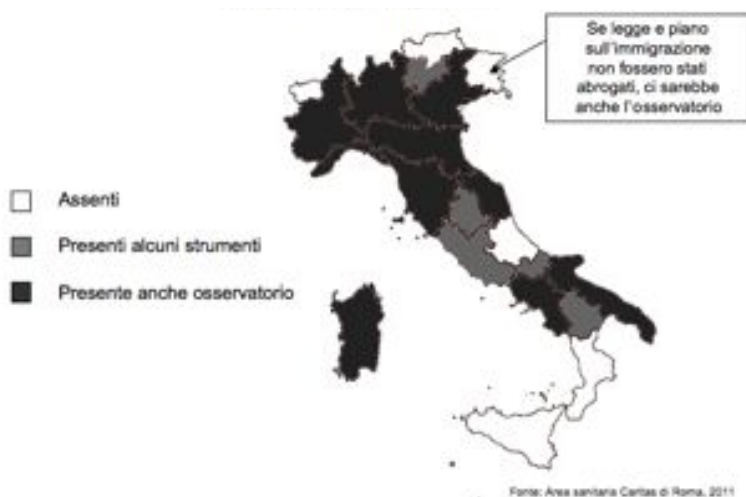 Se legge e piano
sull'immigrazione
non fossero stati
abrogati, ci sarebbe
anche l'osservatorio
Assenti
Presenti alcuni strumenti
Presente anche osservatorio
Fonte: Area sanitaria Caritas di Roma, 2011